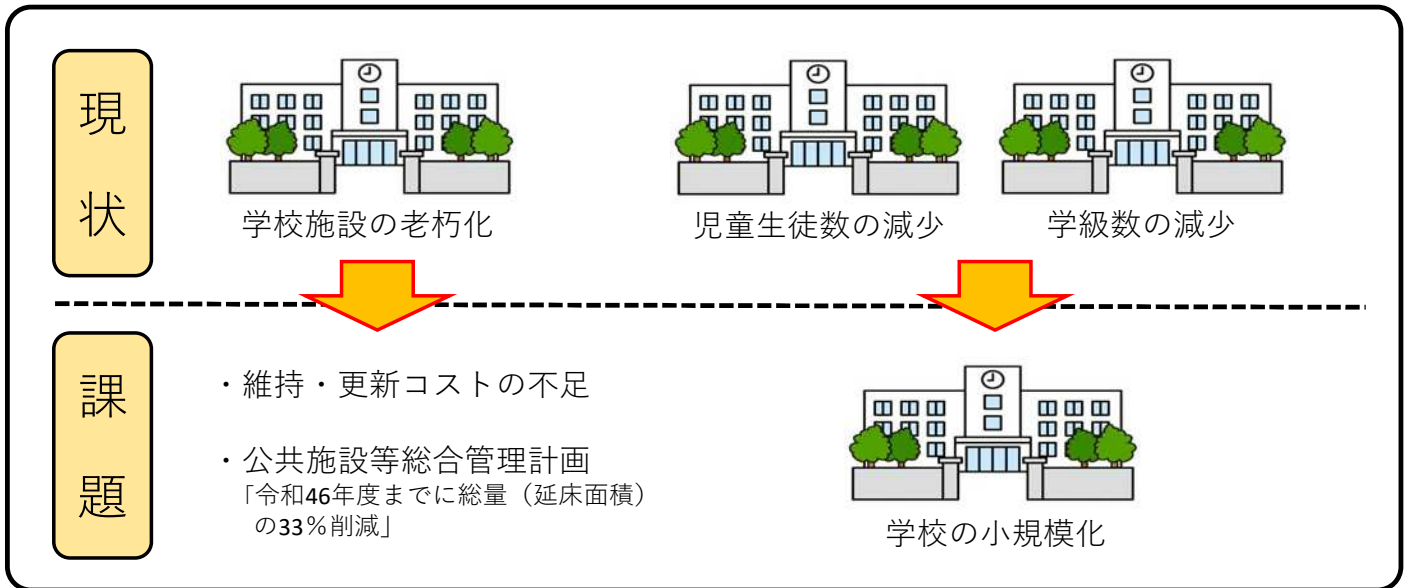 現状
学校施設の老朽化
児童生徒数の減少
学級数の減少
課題
・維持・更新コストの不足
・公共施設等総合管理計画
「令和46年度までに総量（延床面積）
の33％削減」
学校の小規模化